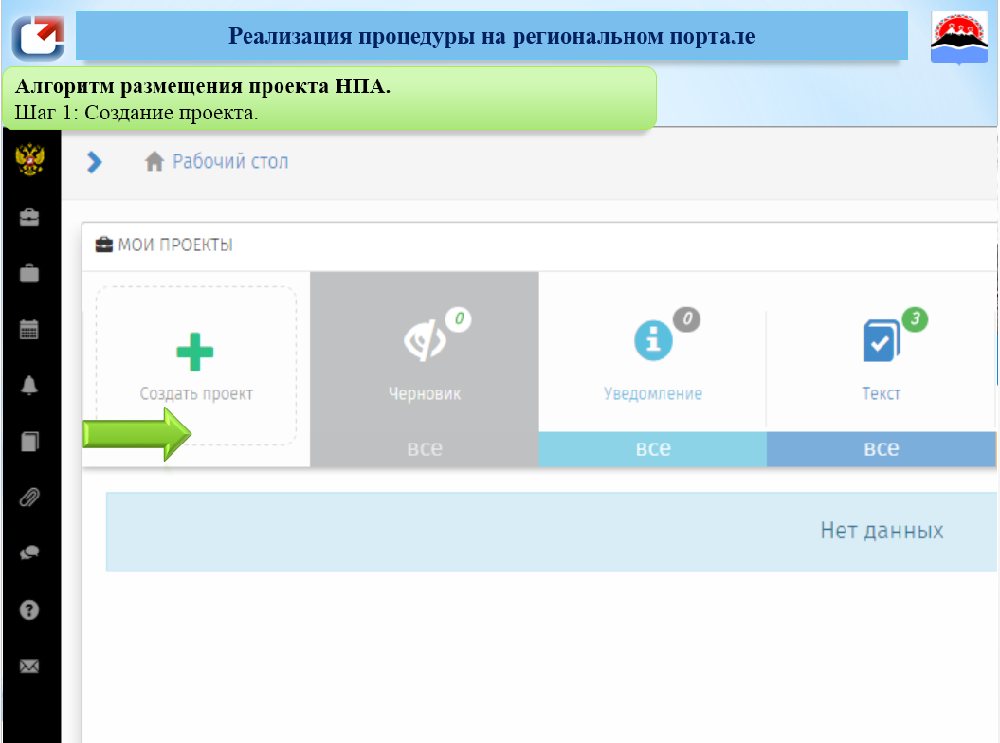 Реализация процедуры на региональном портале
Алгоритм размещения проекта НПА.
Шаг 1: Создание проекта.
Рабочий стол
МОИ ПРОЕКТЫ
0
0
3
Создать проект
Черновик
Уведомление
Текст
все
все
все
Нет данных